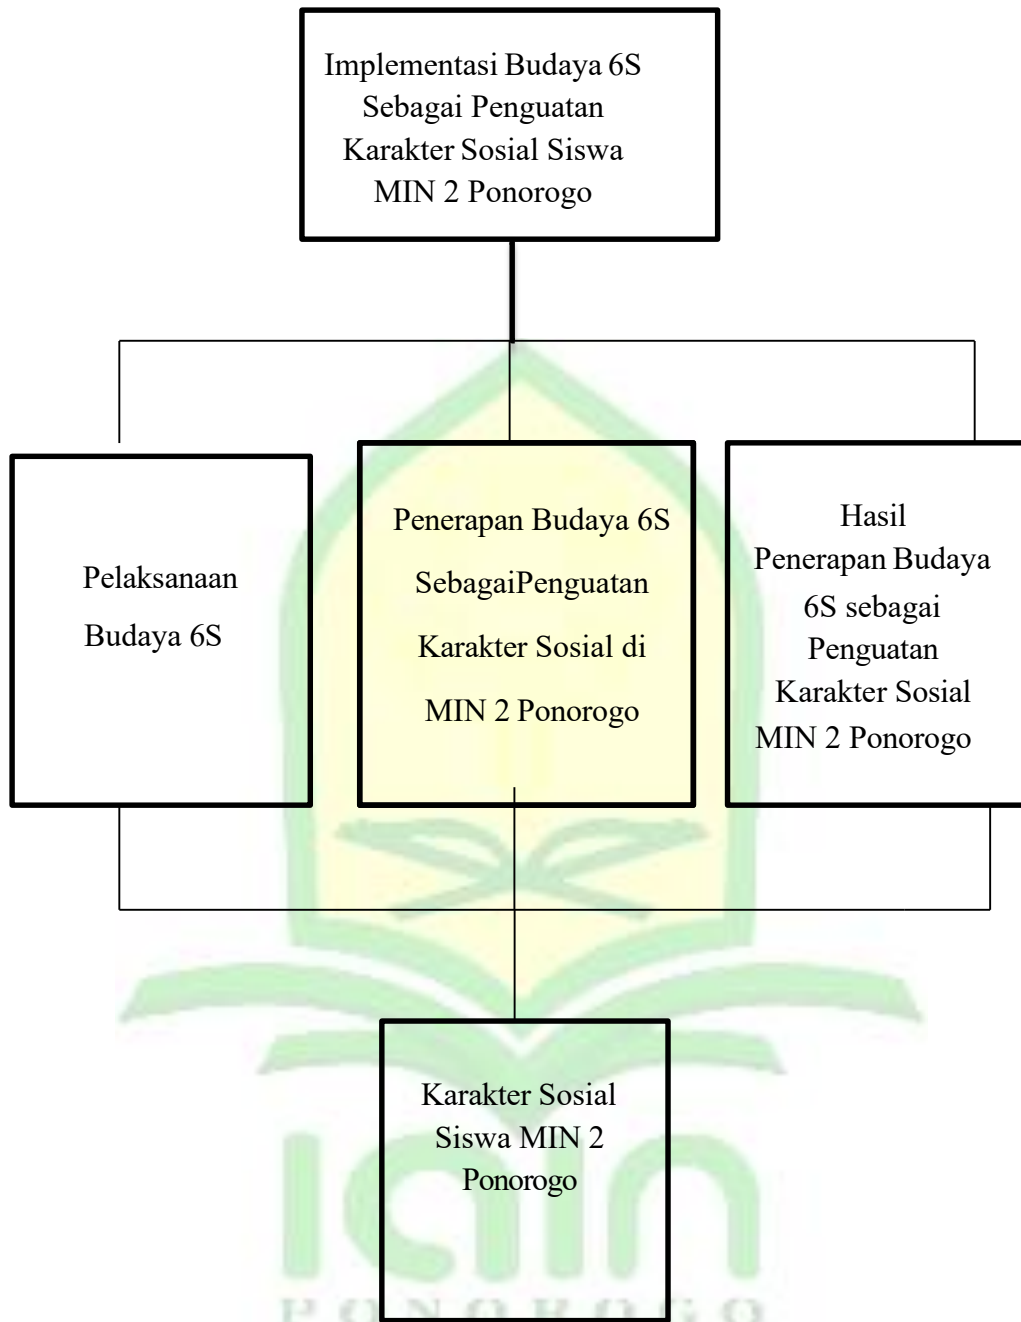 Implementasi Budaya 6S
Sebagai Penguatan
Karakter Sosial Siswa
MIN 2 Ponorogo
Pelaksanaan
Budaya 6S
Penerapan Budaya 6S
SebagaiPenguatan
Karakter Sosial di
MIN 2 Ponorogo
Hasil
Penerapan Budaya
6S sebagai
Penguatan
Karakter Sosial
MIN 2 Ponorogo
Karakter Sosial
Siswa MIN 2
Ponorogo
iain
PONOROGO